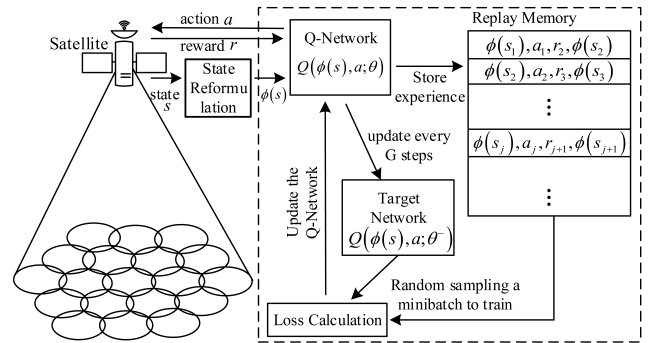 action a
Satellite
reward r
state
s
State
Reformu
lation
ϕ(s)
Q-Network
Q(ϕ(s),a;θ)
Store
experience
Replay Memory
ϕ(s₁),a₁,r₂,ϕ(s₂)
ϕ(s₂),a₂,r₃,ϕ(s₃)
⋮
ϕ(sⱼ),aⱼ,rⱼ₊₁,ϕ(sⱼ₊₁)
⋮
update every
G steps
Update the
Q-Network
Target
Network
Q(ϕ(s),a;θ⁻)
Random sampling a
minibatch to train
Loss Calculation